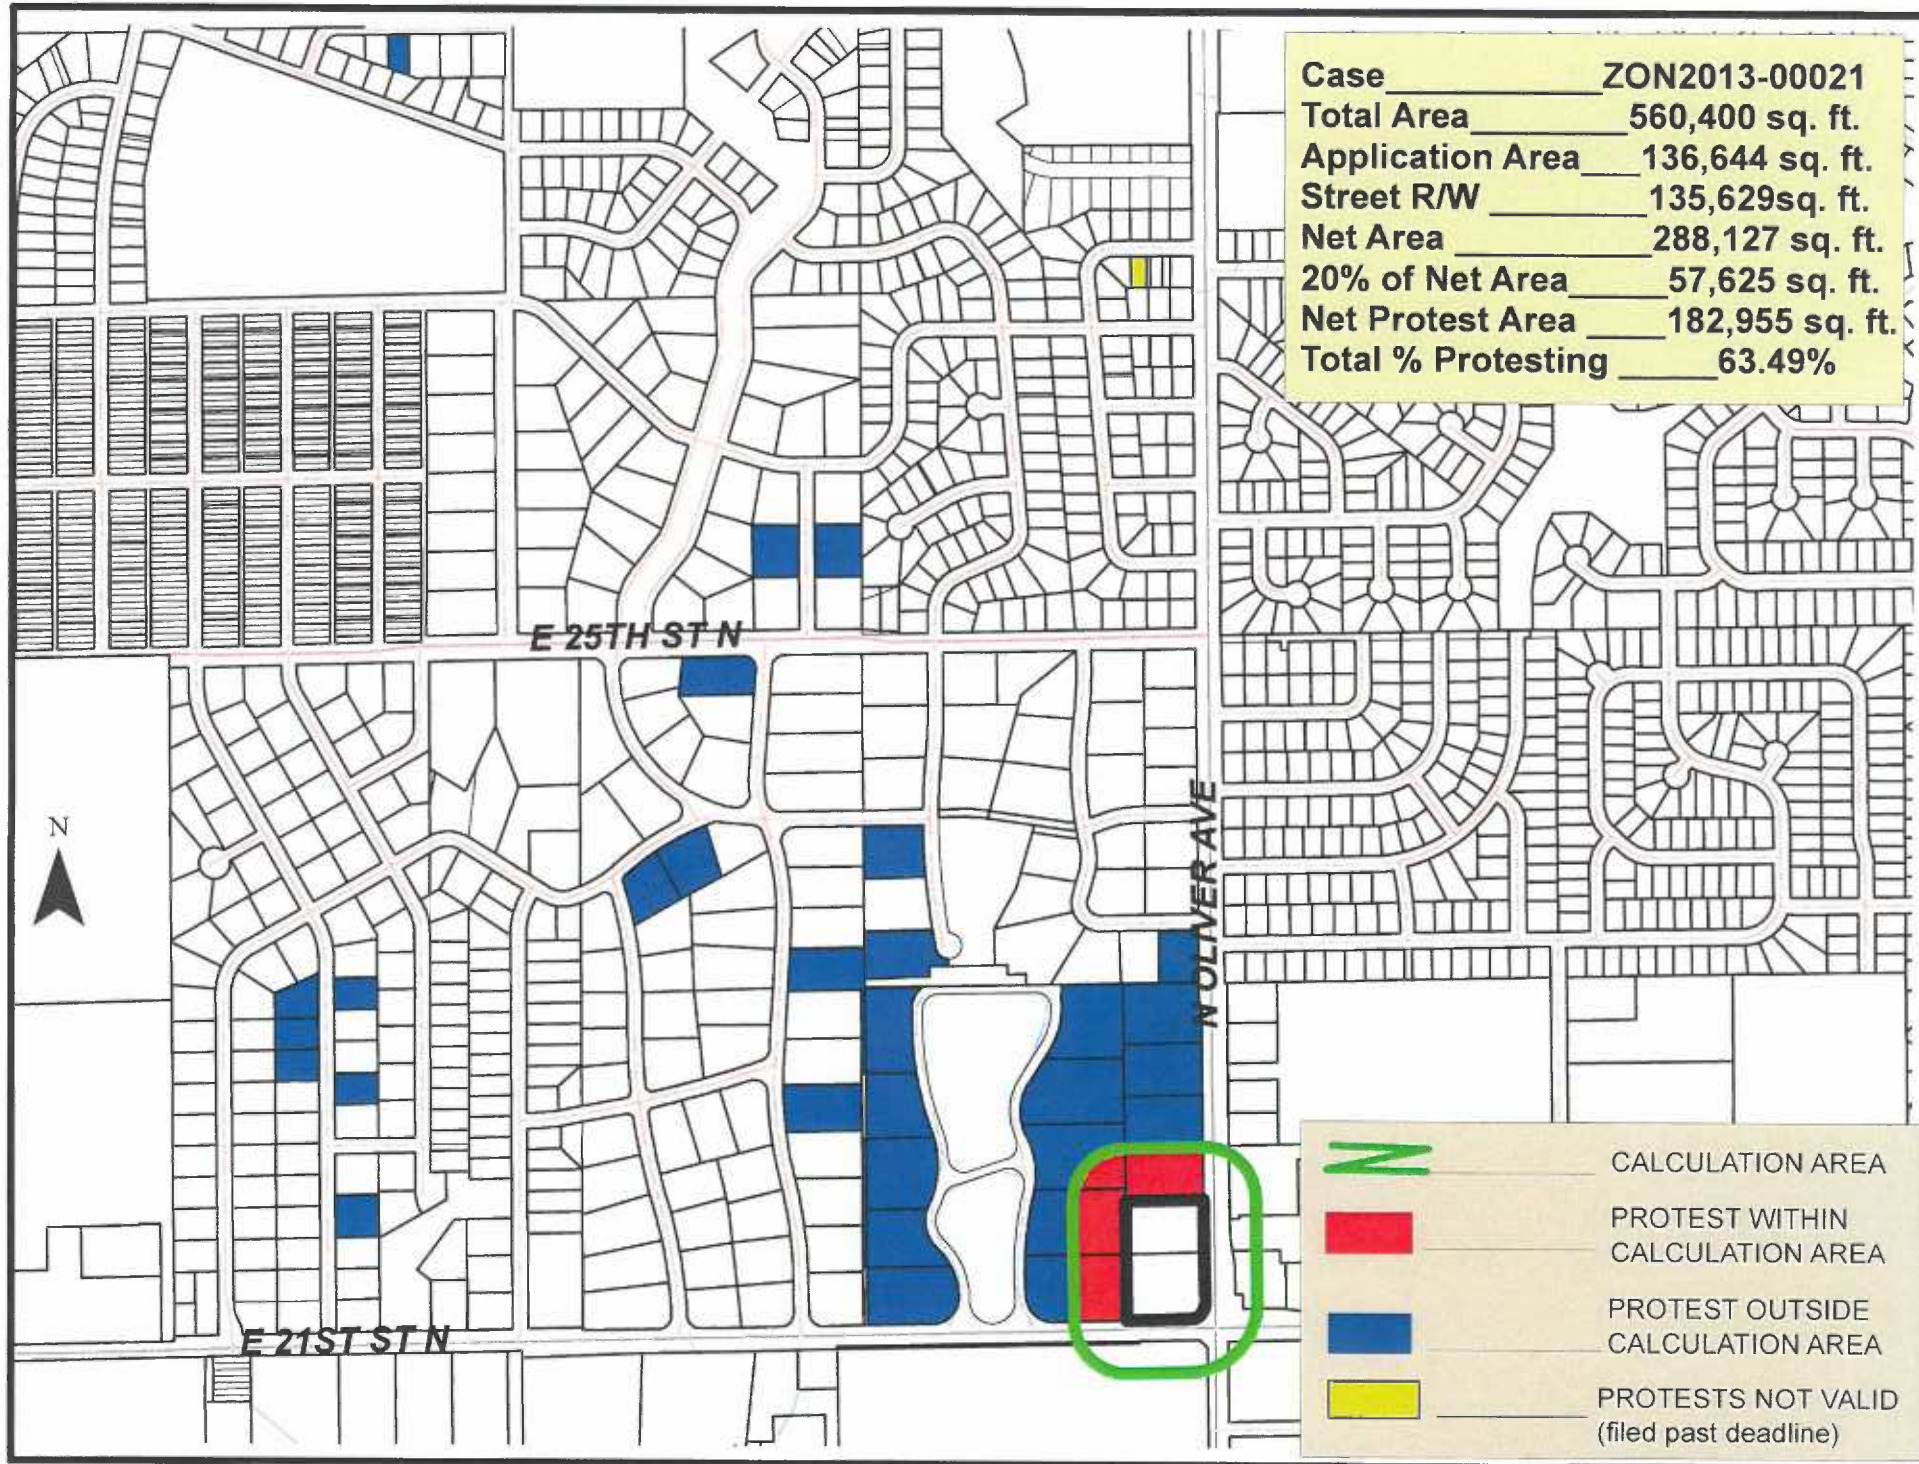 Case ZON2013-00021
Total Area 560,400 sq. ft.
Application Area 136,644 sq. ft.
Street R/W 135,629sq. ft.
Net Area 288,127 sq. ft.
20% of Net Area 57,625 sq. ft.
Net Protest Area 182,955 sq. ft.
Total % Protesting 63.49%
E 25TH ST N
N OLIVER AVE
N
E 21ST ST N
CALCULATION AREA
PROTEST WITHIN
CALCULATION AREA
PROTEST OUTSIDE
CALCULATION AREA
PROTESTS NOT VALID
(filed past deadline)